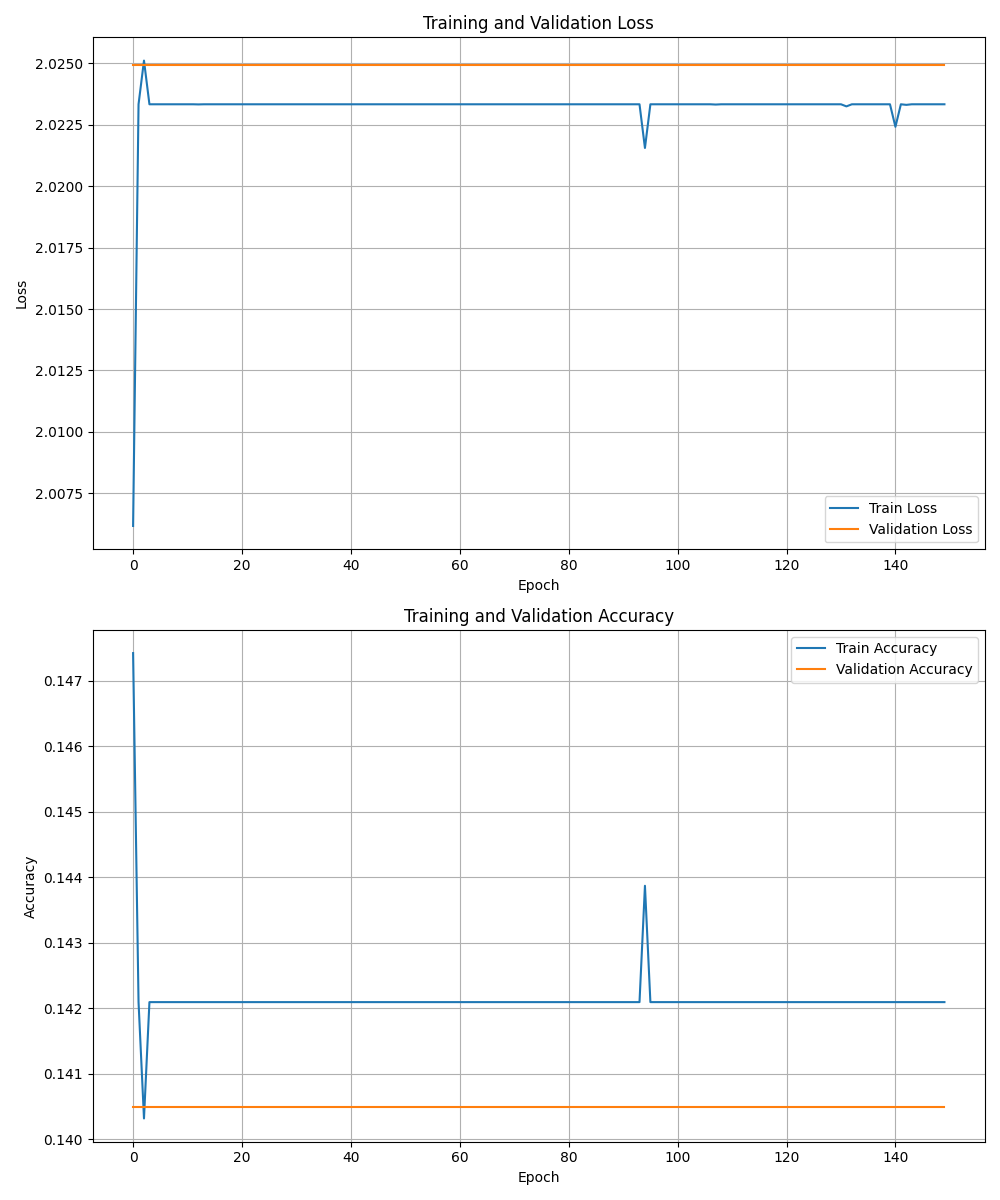 Training and Validation Loss
2.0250
2.0225
2.0200
2.0175
2.0150
2.0125
2.0100
2.0075
Loss
Train Loss
Validation Loss
0 20 40 60 80 100 120 140
Epoch
Training and Validation Accuracy
Train Accuracy
Validation Accuracy
0.147
0.146
0.145
0.144
0.143
0.142
0.141
0.140
Accuracy
0 20 40 60 80 100 120 140
Epoch